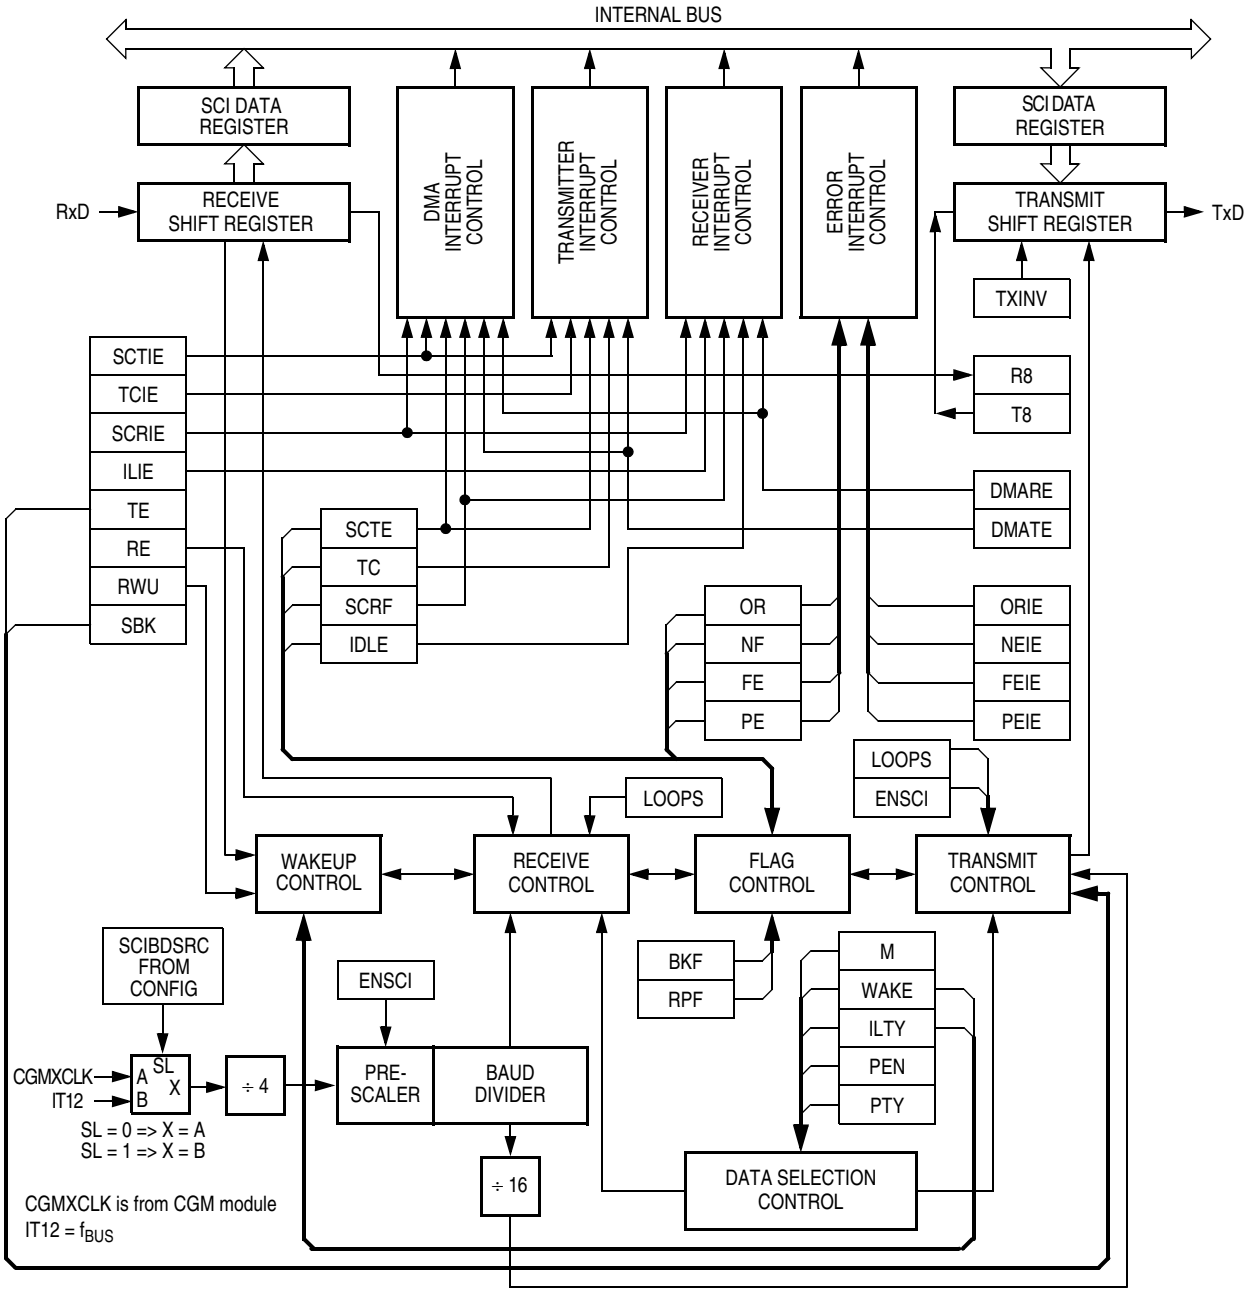 INTERNAL BUS
SCI DATA
REGISTER
RECEIVE
SHIFT REGISTER
RxD
DMA
INTERRUPT
CONTROL
TRANSMITTER
INTERRUPT
CONTROL
RECEIVER
INTERRUPT
CONTROL
ERROR
INTERRUPT
CONTROL
SCI DATA
REGISTER
TRANSMIT
SHIFT REGISTER
TxD
TXINV
SCTIE
TCIE
SCRIE
ILIE
TE
RE
RWU
SBK
R8
T8
DMARE
DMATE
SCTE
TC
SCRF
IDLE
OR
NF
FE
PE
ORIE
NEIE
FEIE
PEIE
LOOPS
LOOPS
ENSCI
WAKEUP
CONTROL
RECEIVE
CONTROL
FLAG
CONTROL
TRANSMIT
CONTROL
SCIBDSRC
FROM
CONFIG
ENSCI
BKF
RPF
M
WAKE
ILTY
PEN
PTY
CGMXCLK
IT12
SL
A
X
B
÷ 4
PRE-
SCALER
BAUD
DIVIDER
SL = 0 => X = A
SL = 1 => X = B
÷ 16
DATA SELECTION
CONTROL
CGMXCLK is from CGM module
IT12 = fBUS